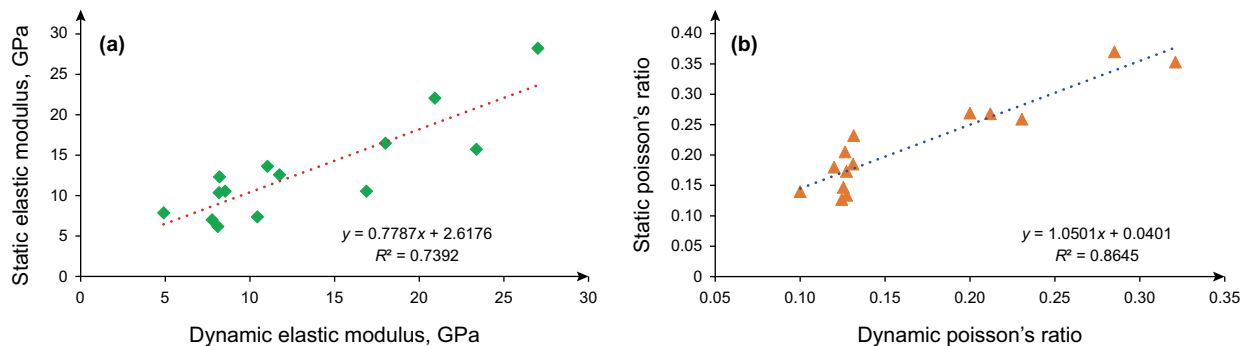 (a)
Static elastic modulus, GPa
30
25
20
15
10
5
0
0 5 10 15 20 25 30
Dynamic elastic modulus, GPa
y = 0.7787x + 2.6176
R² = 0.7392
(b)
Static poisson's ratio
0.40
0.35
0.30
0.25
0.20
0.15
0.10
0.05
0
0.05 0.10 0.15 0.20 0.25 0.30 0.35
Dynamic poisson's ratio
y = 1.0501x + 0.0401
R² = 0.8645